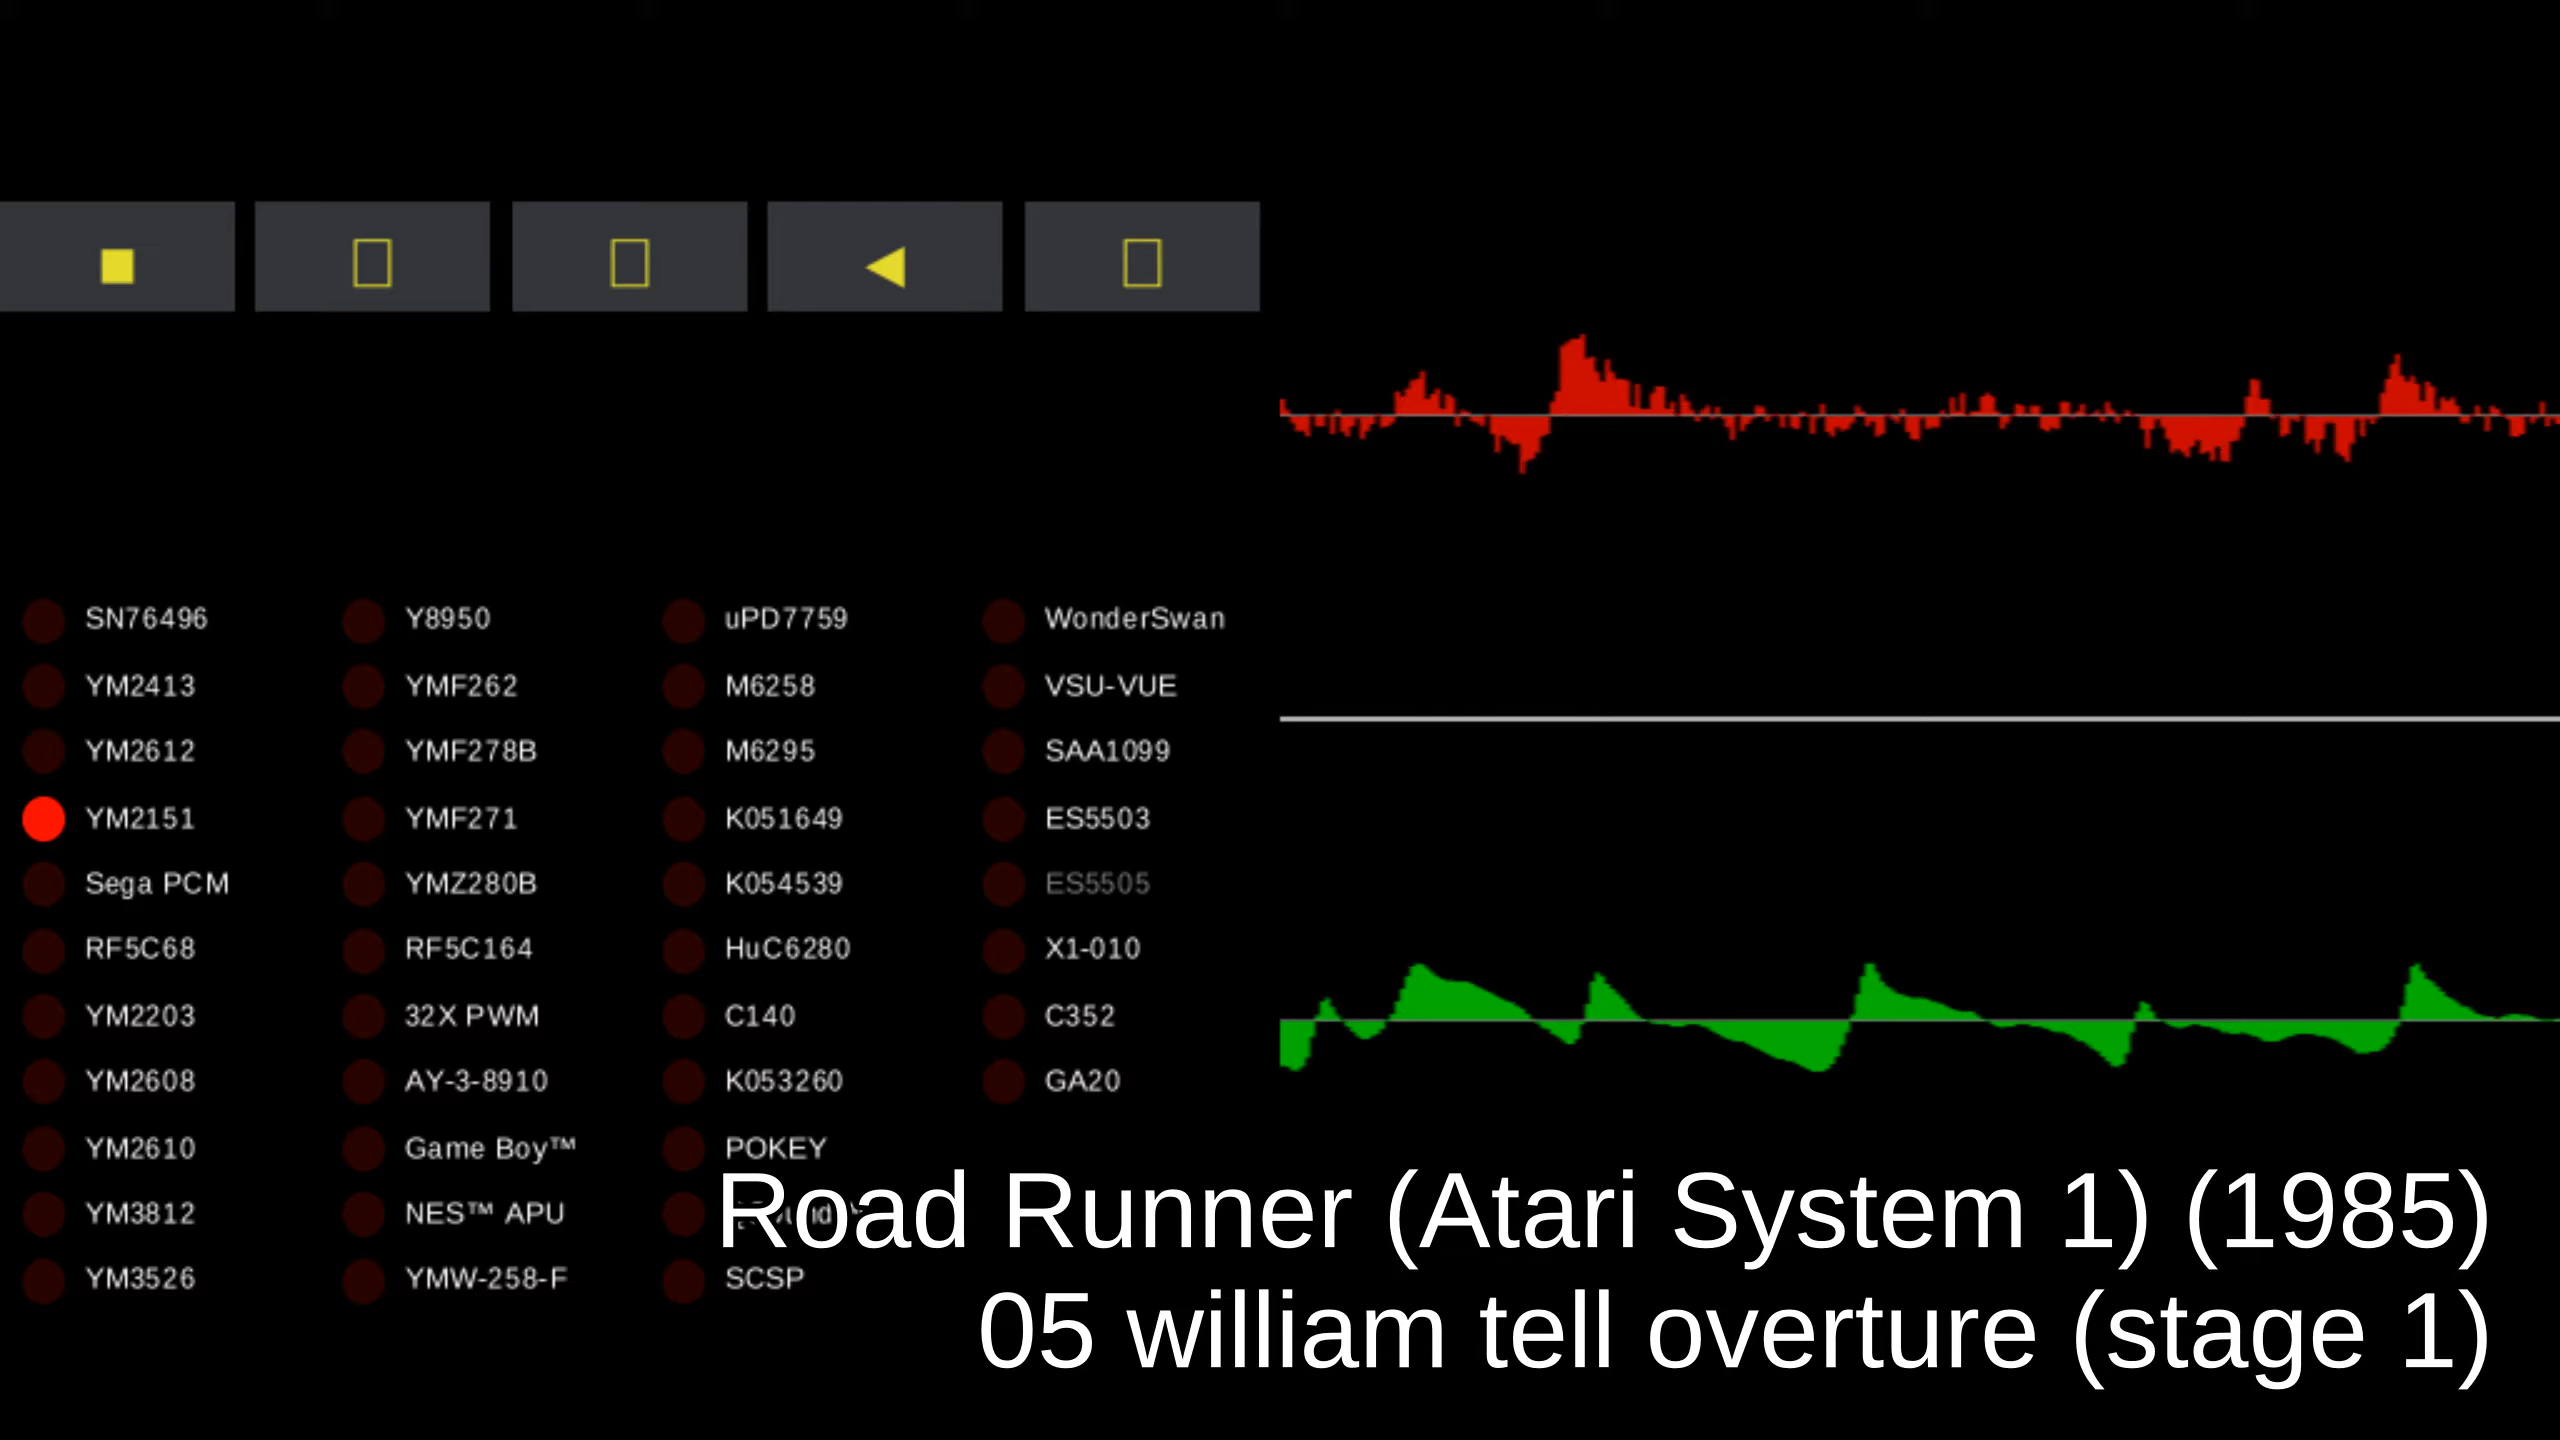 SN76496
YM2413
YM2612
YM2151
Sega PCM
RF5C68
YM2203
YM2608
YM2610
YM3812
YM3526
Y8950
YMF262
YMF278B
YMF271
YMZ280B
RF5C164
32X PWM
AY-3-8910
Game Boy™
NES™ APU
YMW-258-F
uPD7759
M6258
M6295
K051649
K054539
HuC6280
C140
K053260
POKEY
SCSP
WonderSwan
VSU-VUE
SAA1099
ES5503
ES5505
X1-010
C352
GA20
Road Runner (Atari System 1) (1985)
05 william tell overture (stage 1)